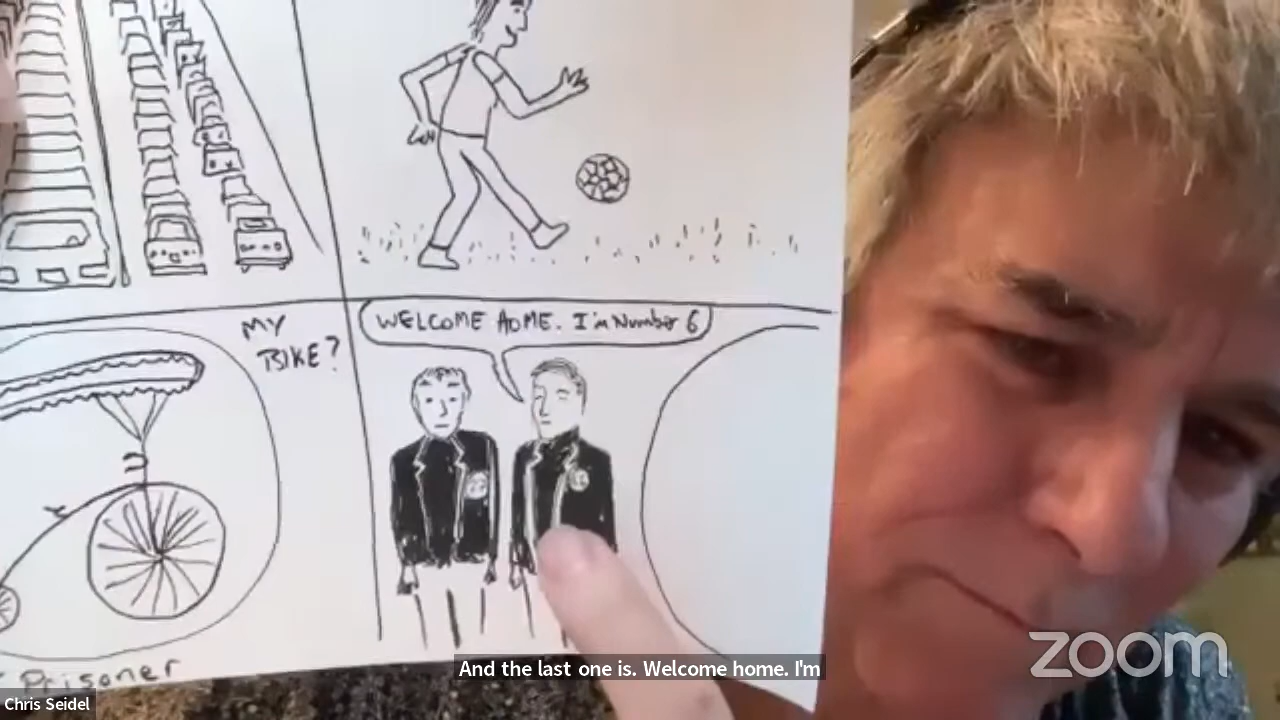 MY
BIKE?
WELCOME HOME. I'm Number 6
Prisoner
And the last one is. Welcome home. I'm
zoom
Chris Seidel